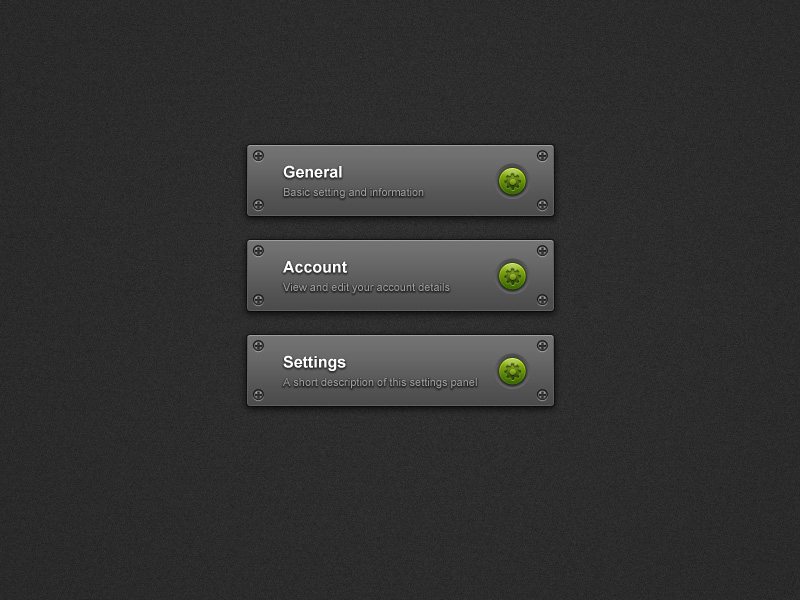 General
Basic setting and information
Account
View and edit your account details
Settings
A short description of this settings panel